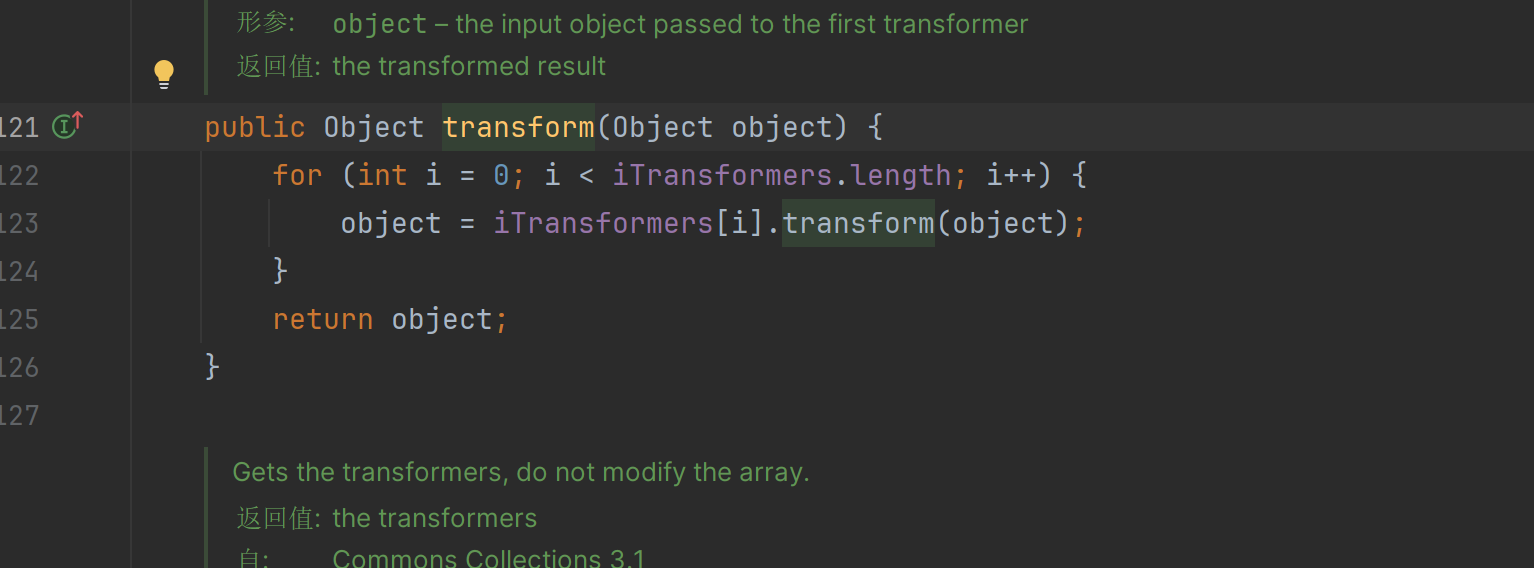 形参: object – the input object passed to the first transformer
返回值: the transformed result
121 public Object transform(Object object) {
122 for (int i = 0; i < iTransformers.length; i++) {
123 object = iTransformers[i].transform(object);
124 }
125 return object;
126 }
127
Gets the transformers, do not modify the array.
返回值: the transformers
自: Commons Collections 3.1